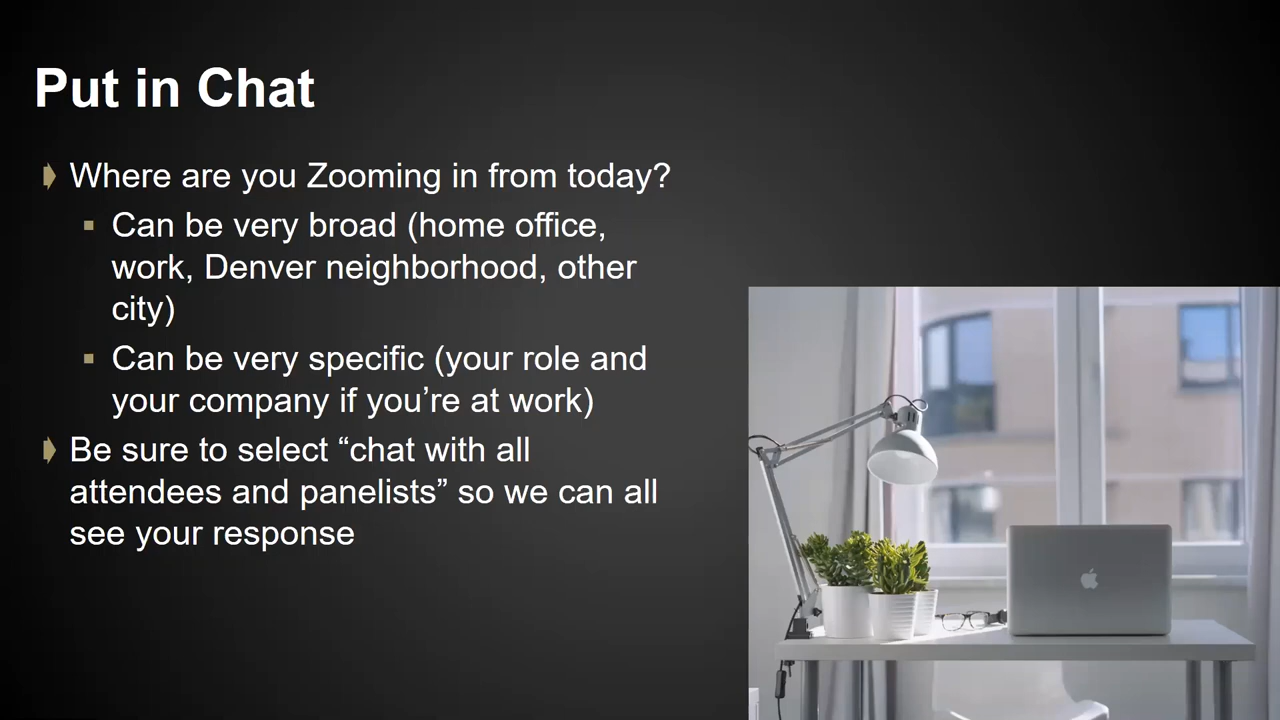 Put in Chat
Where are you Zooming in from today?
Can be very broad (home office,
work, Denver neighborhood, other
city)
Can be very specific (your role and
your company if you’re at work)
Be sure to select “chat with all
attendees and panelists” so we can all
see your response